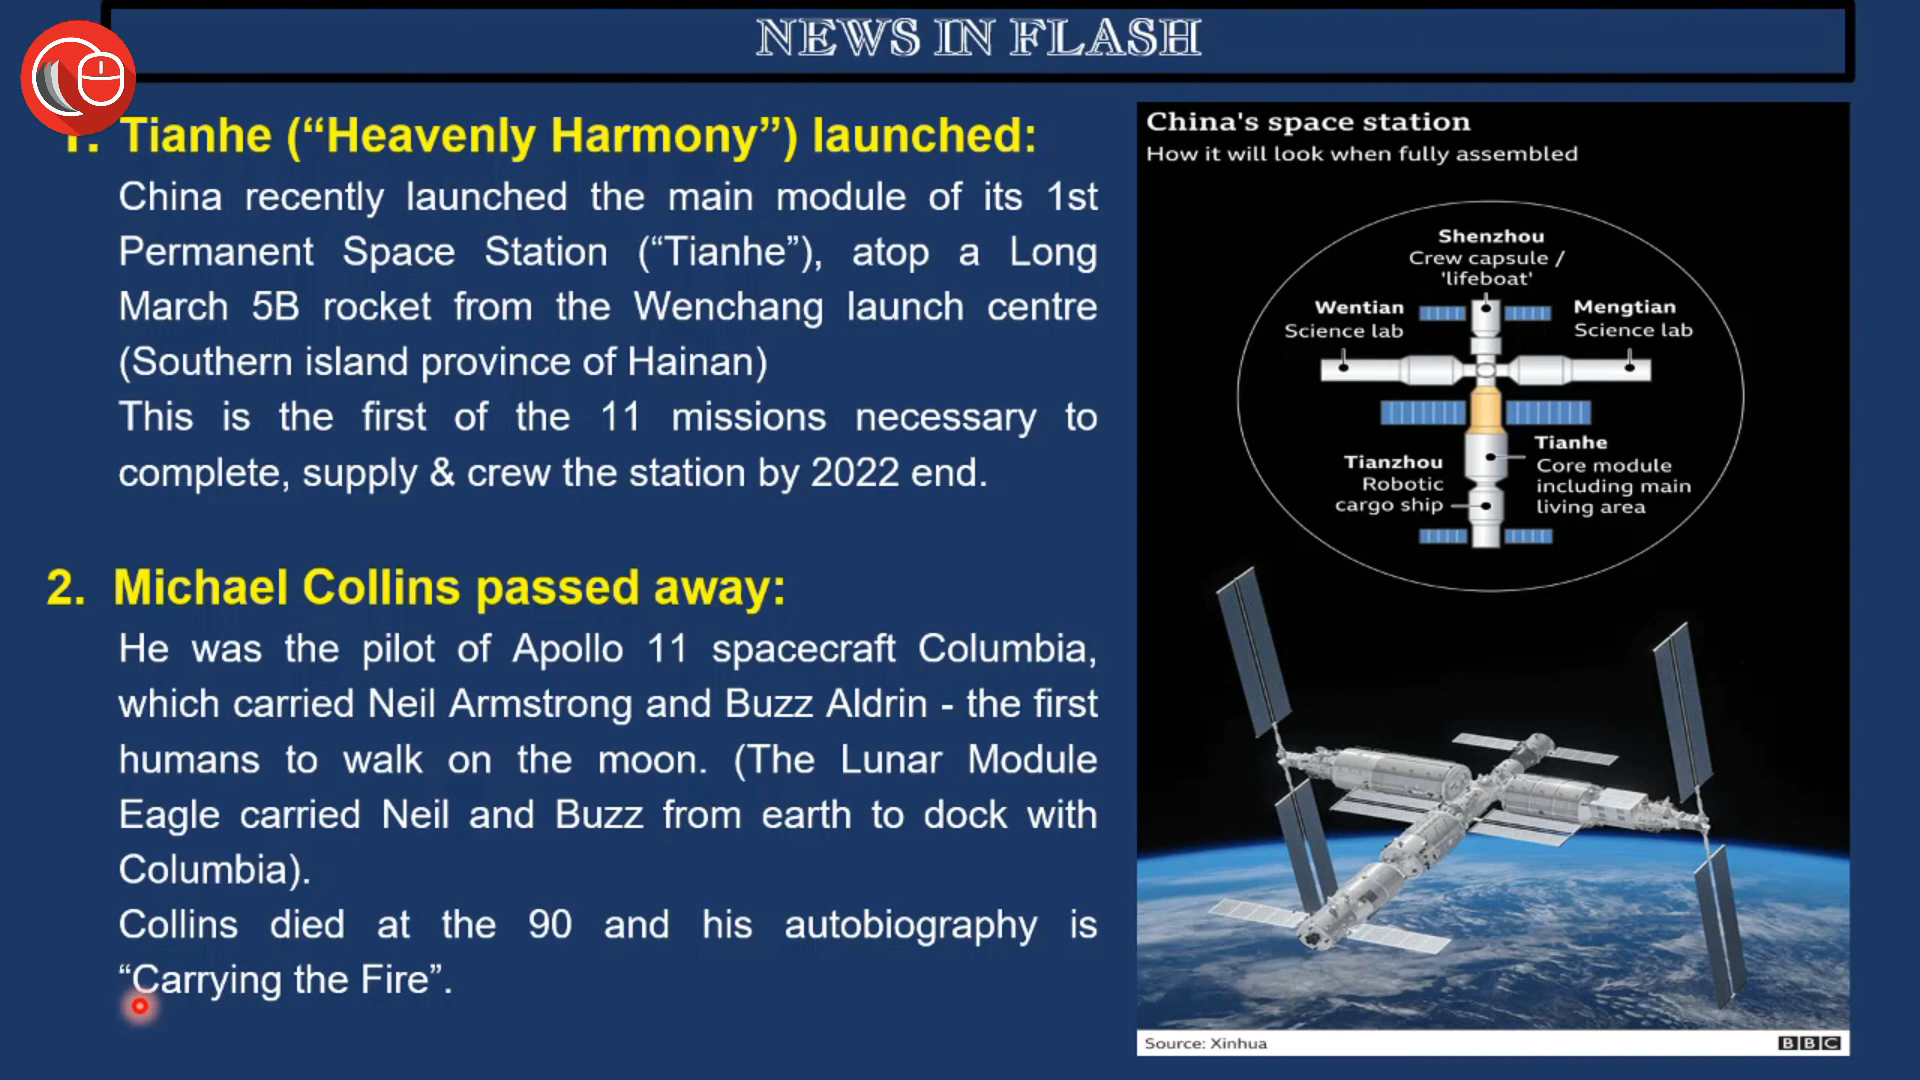 NEWS IN FLASH
1. Tianhe (“Heavenly Harmony”) launched:
China recently launched the main module of its 1st
Permanent Space Station (“Tianhe”), atop a Long
March 5B rocket from the Wenchang launch centre
(Southern island province of Hainan)
This is the first of the 11 missions necessary to
complete, supply & crew the station by 2022 end.
2. Michael Collins passed away:
He was the pilot of Apollo 11 spacecraft Columbia,
which carried Neil Armstrong and Buzz Aldrin - the first
humans to walk on the moon. (The Lunar Module
Eagle carried Neil and Buzz from earth to dock with
Columbia).
Collins died at the 90 and his autobiography is
“Carrying the Fire”.
China's space station
How it will look when fully assembled
Shenzhou
Crew capsule /
'lifeboat'
Wentian
Science lab
Mengtian
Science lab
Tianhe
Core module
including main
living area
Tianzhou
Robotic
cargo ship
Source: Xinhua
BBC